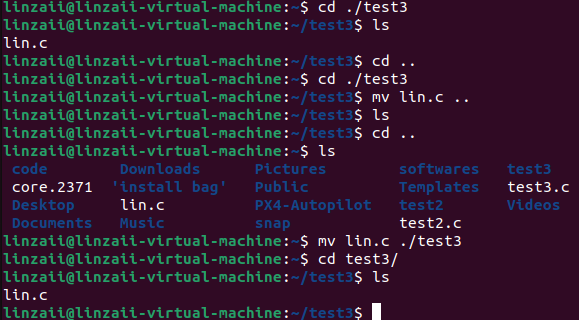 linzaii@linzaii-virtual-machine:~$ cd ./test3
linzaii@linzaii-virtual-machine:~/test3$ ls
lin.c
linzaii@linzaii-virtual-machine:~/test3$ cd ..
linzaii@linzaii-virtual-machine:~$ cd ./test3
linzaii@linzaii-virtual-machine:~/test3$ mv lin.c ..
linzaii@linzaii-virtual-machine:~/test3$ ls
linzaii@linzaii-virtual-machine:~/test3$ cd ..
linzaii@linzaii-virtual-machine:~$ ls
code Downloads Pictures softwares test3
core.2371 'install bag' Public Templates test3.c
Desktop lin.c PX4-Autopilot test2 Videos
Documents Music snap test2.c
linzaii@linzaii-virtual-machine:~$ mv lin.c ./test3
linzaii@linzaii-virtual-machine:~$ cd test3/
linzaii@linzaii-virtual-machine:~/test3$ ls
lin.c
linzaii@linzaii-virtual-machine:~/test3$